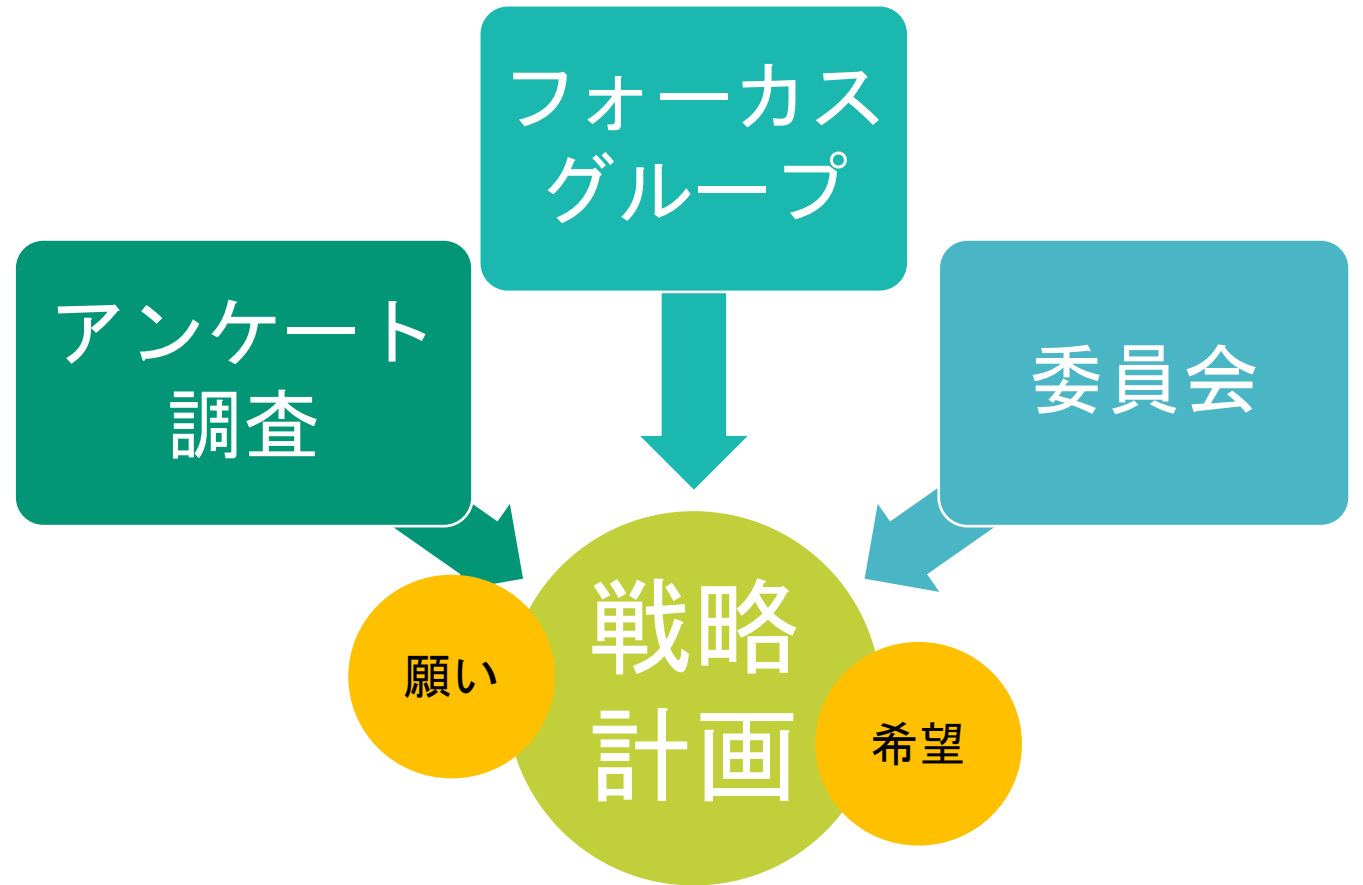 フォーカス
グループ
アンケート
調査
委員会
戦略
計画
願い
希望